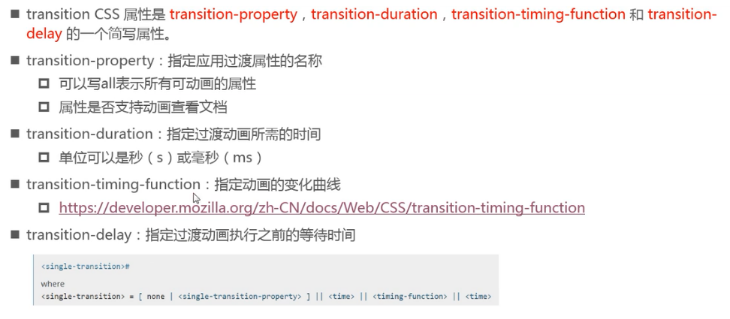 transition CSS 属性是 transition-property，transition-duration，transition-timing-function 和 transition-
delay 的一个简写属性。
transition-property：指定应用过渡属性的名称
可以写all表示所有可动画的属性
属性是否支持动画查看文档
transition-duration：指定过渡动画所需的时间
单位可以是秒（s）或毫秒（ms）
transition-timing-function：指定动画的变化曲线
https://developer.mozilla.org/zh-CN/docs/Web/CSS/transition-timing-function
transition-delay：指定过渡动画执行之前的等待时间
<single-transition>#
where
<single-transition> = [ none | <single-transition-property> ] || <time> || <timing-function> || <time>